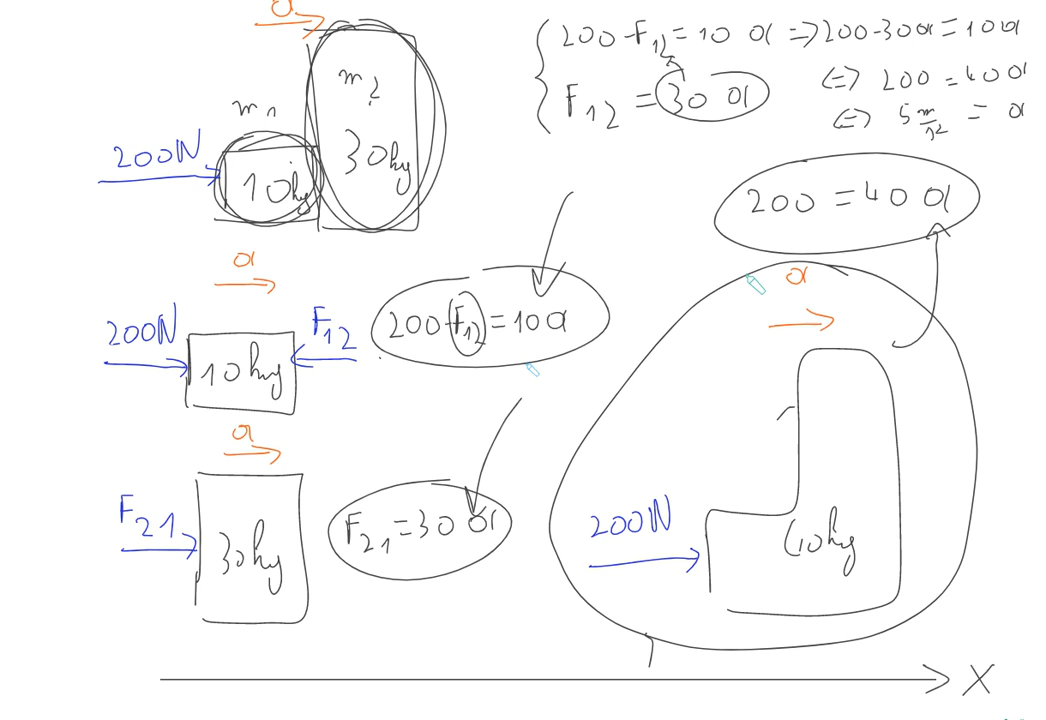 a
m₂
m₁
200N
10kg
30kg
200-F₁₂=10 a => 200-30a=10a
F₁₂ = 30 a
<=> 200 = 40a
<=> 5 m/s² = a
200 = 40 a
a
200N
10kg
F₁₂
200-F₁₂=10a
a
F₂₁
30kg
F₂₁=30 a
a
200N
40kg
X